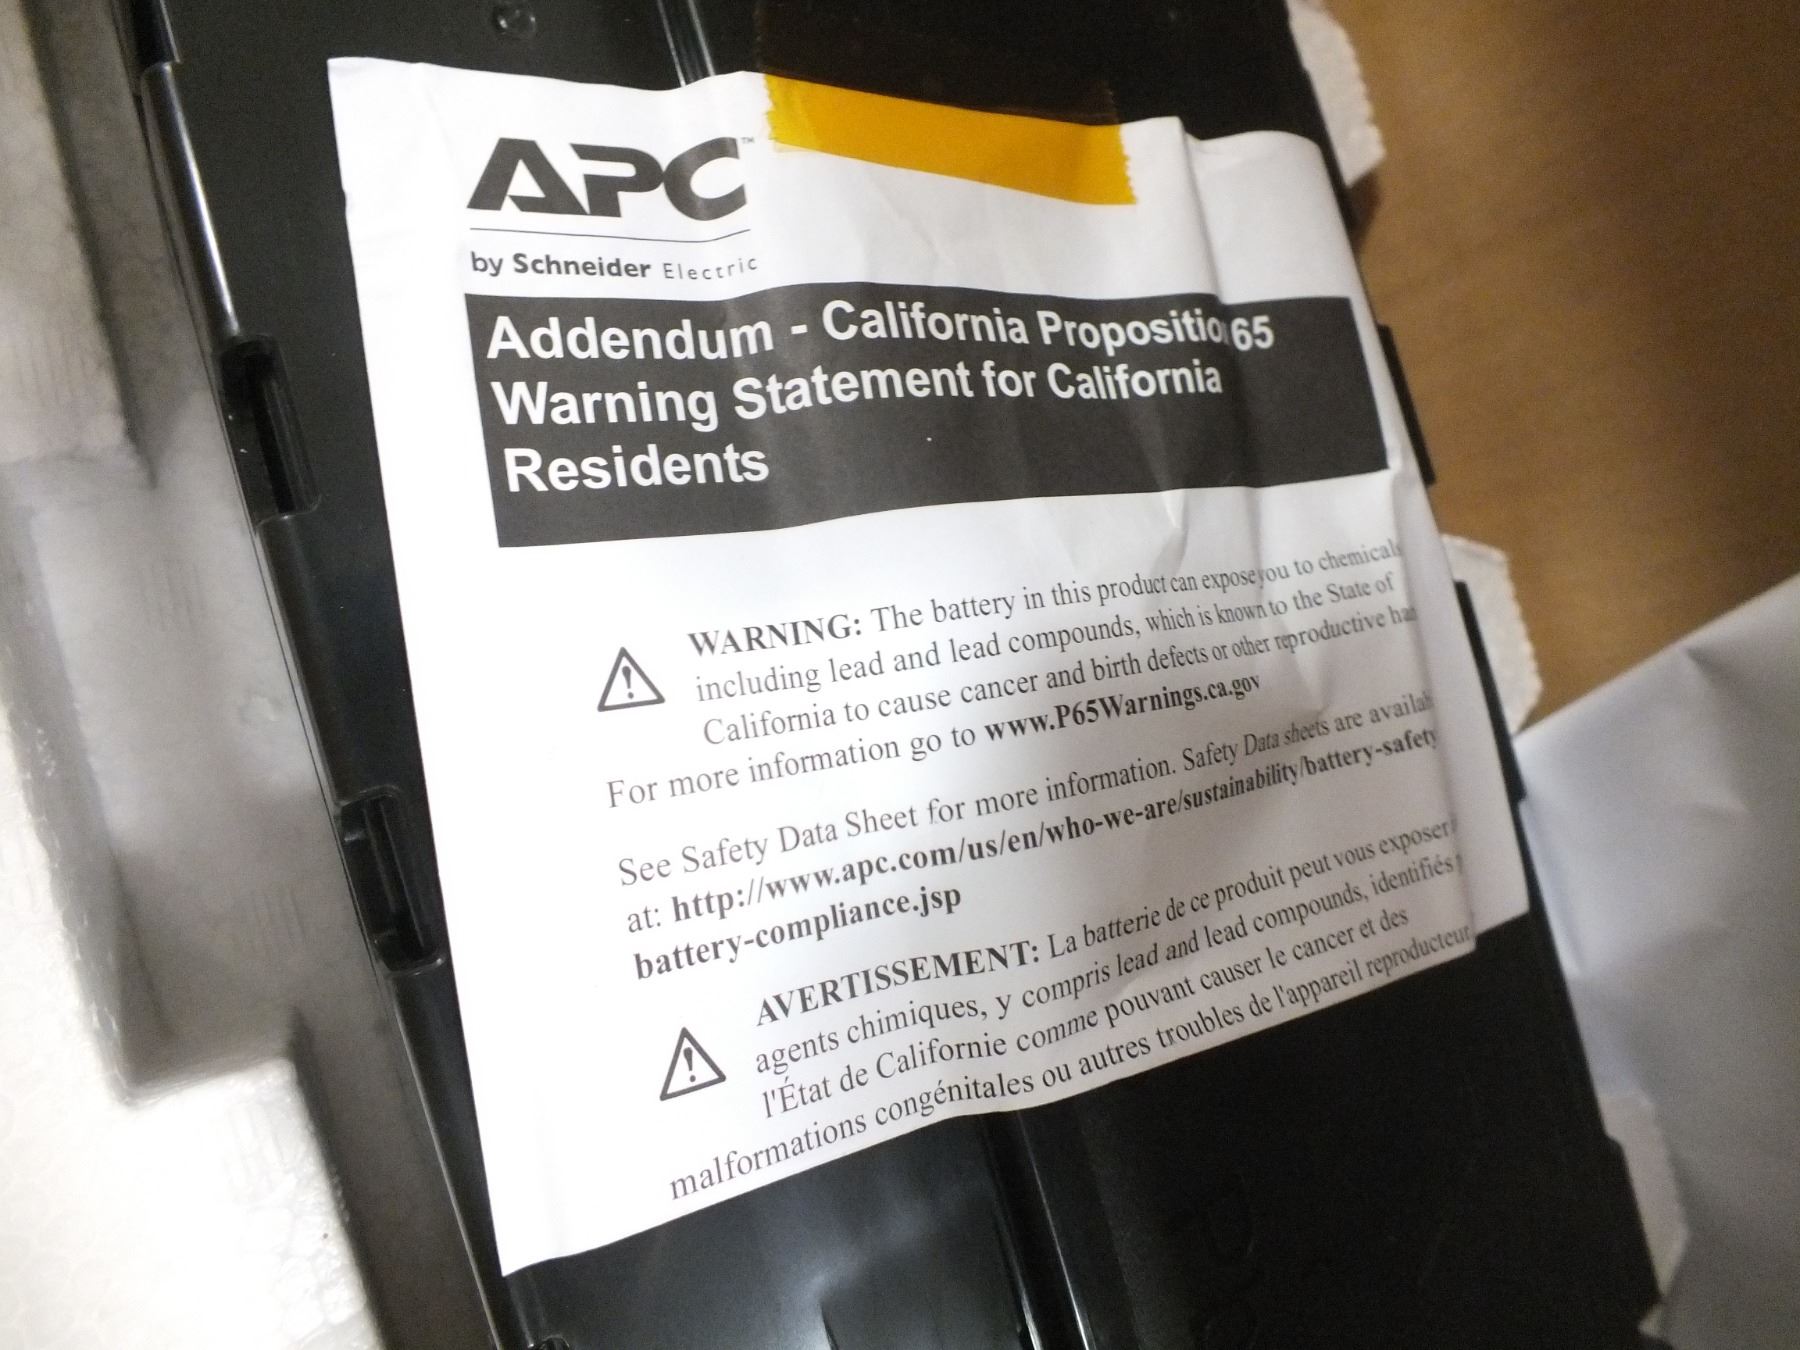 APC™
by Schneider Electric
Addendum - California Propositio 65
Warning Statement for California
Residents
WARNING: The battery in this product can expose you to chemicals
including lead and lead compounds, which is known to the State of
California to cause cancer and birth defects or other reproductive
For more information go to www.P65Warnings.ca.gov
See Safety Data Sheet for more information. Safety Data sheets are
at: http://www.apc.com/us/en/who-we-are/sustainability/battery-safety
battery-compliance.jsp
AVERTISSEMENT: La batterie de ce produit peut vous exposer
agents chimiques, y compris lead and lead compounds, identifiés
l'État de Californie comme pouvant causer le cancer et des
malformations congénitales ou autres troubles de l'appareil reproducteur